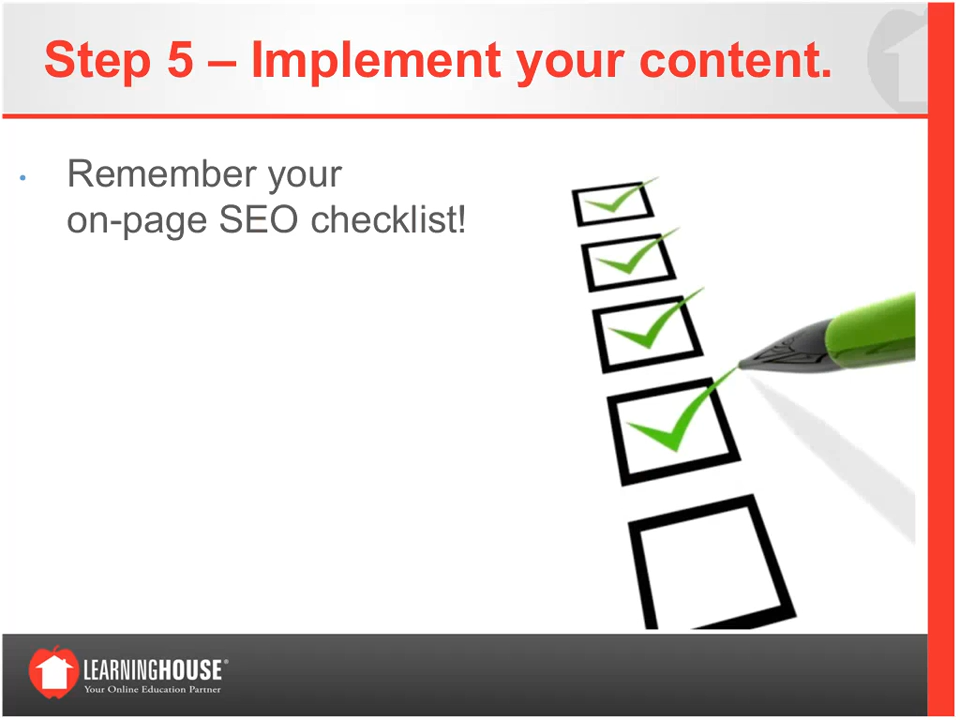 Step 5 – Implement your content.
• Remember your
on-page SEO checklist!
LEARNINGHOUSE®
Your Online Education Partner